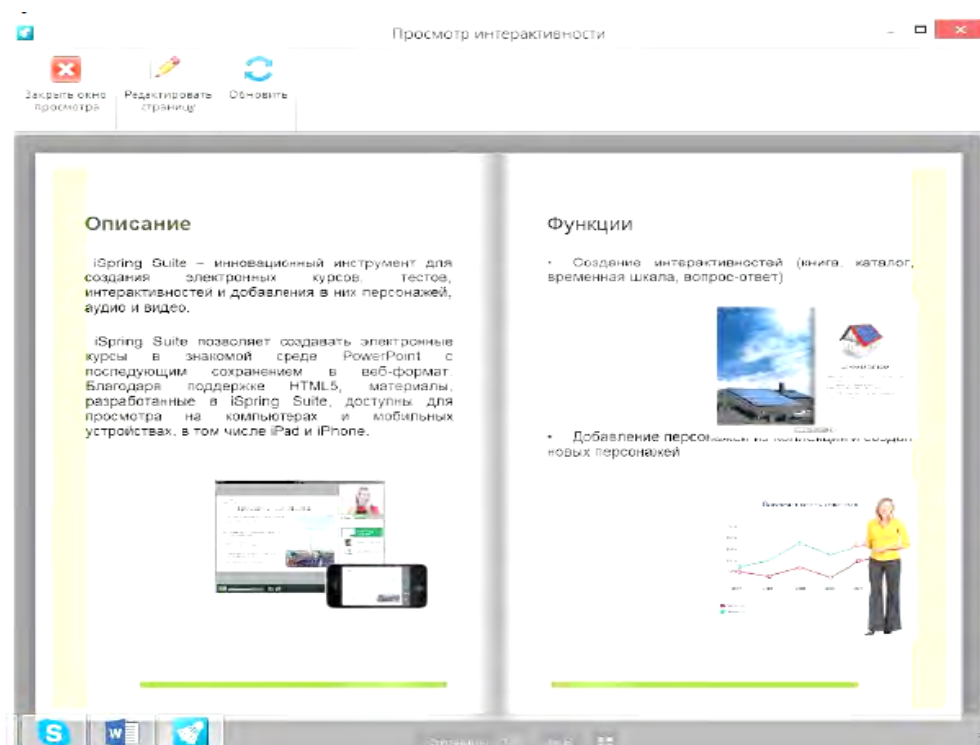 Просмотр интерактивности
Закрыть окно
просмотра
Редактировать
страницу
Обновить
Описание
iSpring Suite – инновационный инструмент для
создания электронных курсов, тестов,
интерактивностей и добавления в них персонажей,
аудио и видео.
iSpring Suite позволяет создавать электронные
курсы в знакомой среде PowerPoint с
последующим сохранением в веб-формат.
Благодаря поддержке HTML5, материалы,
разработанные в iSpring Suite, доступны для
просмотра на компьютерах и мобильных
устройствах, в том числе iPad и iPhone.
Функции
• Создание интерактивностей (книга, каталог,
временная шкала, вопрос-ответ)
• Добавление персонажей из коллекции и создан
новых персонажей